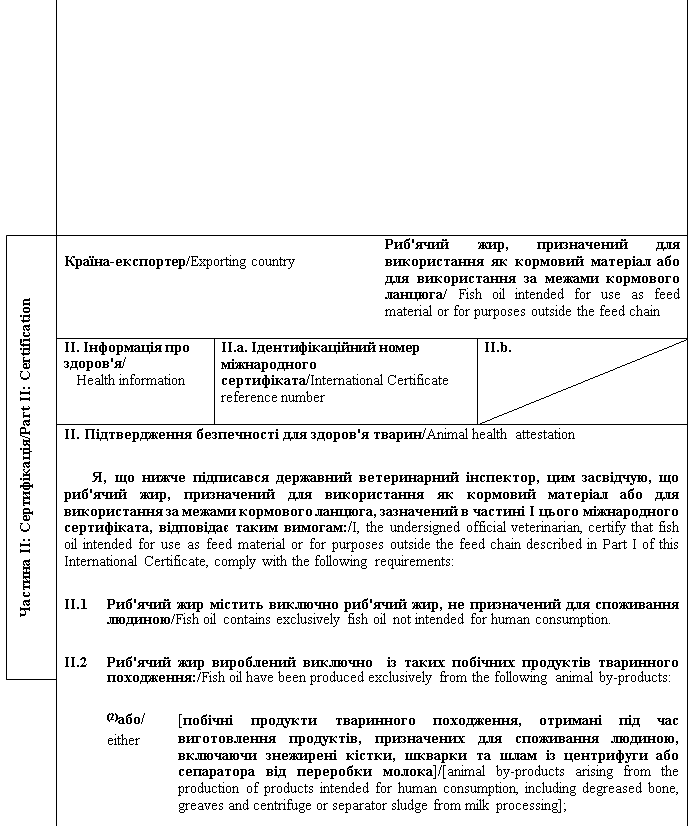 Частина ІІ: Сертифікація/Part II: Certification
Країна-експортер/Exporting country
Риб'ячий жир, призначений для
використання як кормовий матеріал або
для використання за межами кормового
ланцюга/ Fish oil intended for use as feed
material or for purposes outside the feed chain
ІІ. Інформація про
здоров'я/
Health information
ІІ.а. Ідентифікаційний номер
міжнародного
сертифіката/International Certificate
reference number
II.b.
ІІ. Підтвердження безпечності для здоров'я тварин/Animal health attestation
Я, що нижче підписався державний ветеринарний інспектор, цим засвідчую, що
риб'ячий жир, призначений для використання як кормовий матеріал або для
використання за межами кормового ланцюга, зазначений в частині І цього міжнародного
сертифіката, відповідає таким вимогам:/I, the undersigned official veterinarian, certify that fish
oil intended for use as feed material or for purposes outside the feed chain described in Part I of this
International Certificate, comply with the following requirements:
II.1 Риб'ячий жир містить виключно риб'ячий жир, не призначений для споживання
людиною/Fish oil contains exclusively fish oil not intended for human consumption.
II.2 Риб'ячий жир вироблений виключно із таких побічних продуктів тваринного
походження:/Fish oil have been produced exclusively from the following animal by-products:
(2)або/ [побічні продукти тваринного походження, отримані під час
either виготовлення продуктів, призначених для споживання людиною,
включаючи знежирені кістки, шкварки та шлам із центрифуги або
сепаратора від переробки молока]/[animal by-products arising from the
production of products intended for human consumption, including degreased bone,
greaves and centrifuge or separator sludge from milk processing];